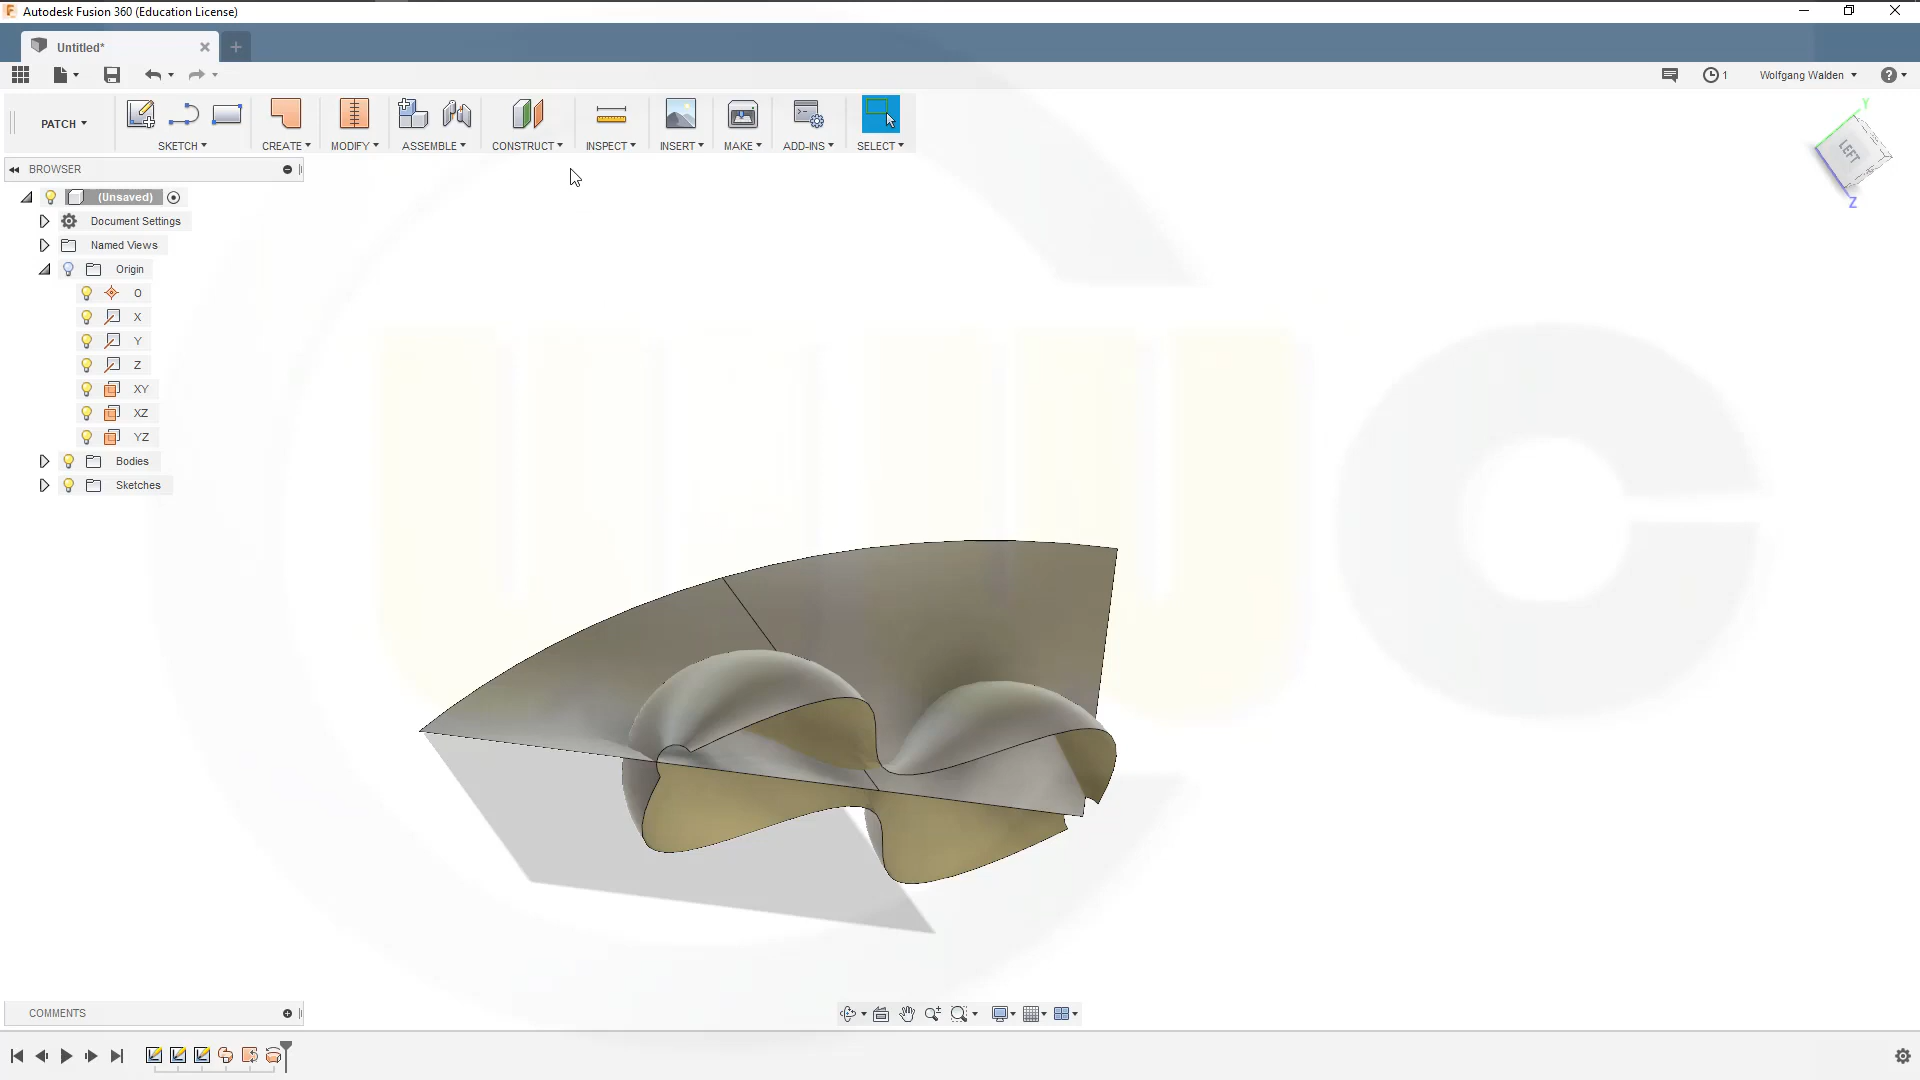 Autodesk Fusion 360 (Education License)
Untitled*
1
Wolfgang Walden
PATCH
SKETCH
CREATE
MODIFY
ASSEMBLE
CONSTRUCT
INSPECT
INSERT
MAKE
ADD-INS
SELECT
Y
LEFT
Z
BROWSER
(Unsaved)
Document Settings
Named Views
Origin
O
X
Y
Z
XY
XZ
YZ
Bodies
Sketches
COMMENTS